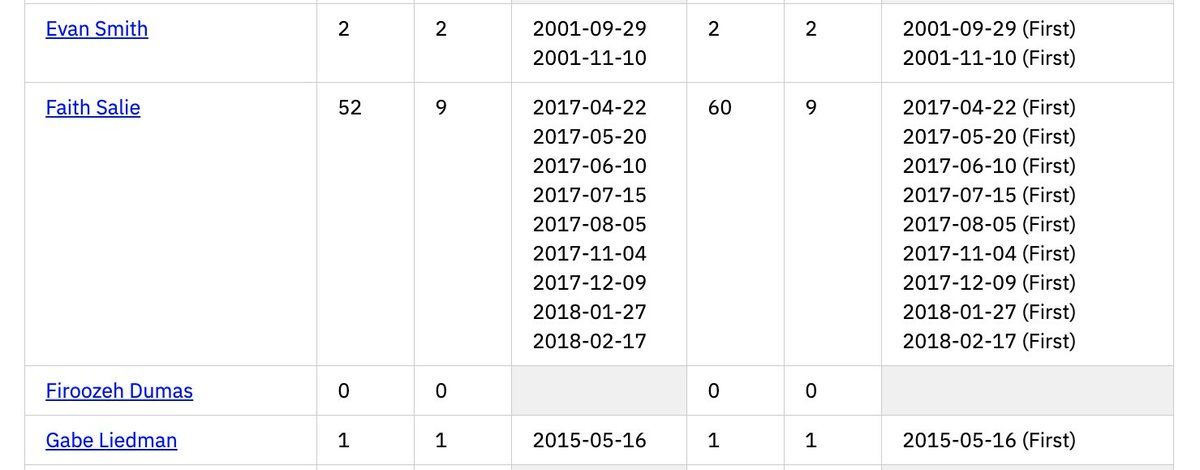 Evan Smith 2 2 2001-09-29 2 2 2001-09-29 (First)
2001-11-10 2001-11-10 (First)
Faith Salie 52 9 2017-04-22 60 9 2017-04-22 (First)
2017-05-20 2017-05-20 (First)
2017-06-10 2017-06-10 (First)
2017-07-15 2017-07-15 (First)
2017-08-05 2017-08-05 (First)
2017-11-04 2017-11-04 (First)
2017-12-09 2017-12-09 (First)
2018-01-27 2018-01-27 (First)
2018-02-17 2018-02-17 (First)
Firoozeh Dumas 0 0 0 0
Gabe Liedman 1 1 2015-05-16 1 1 2015-05-16 (First)